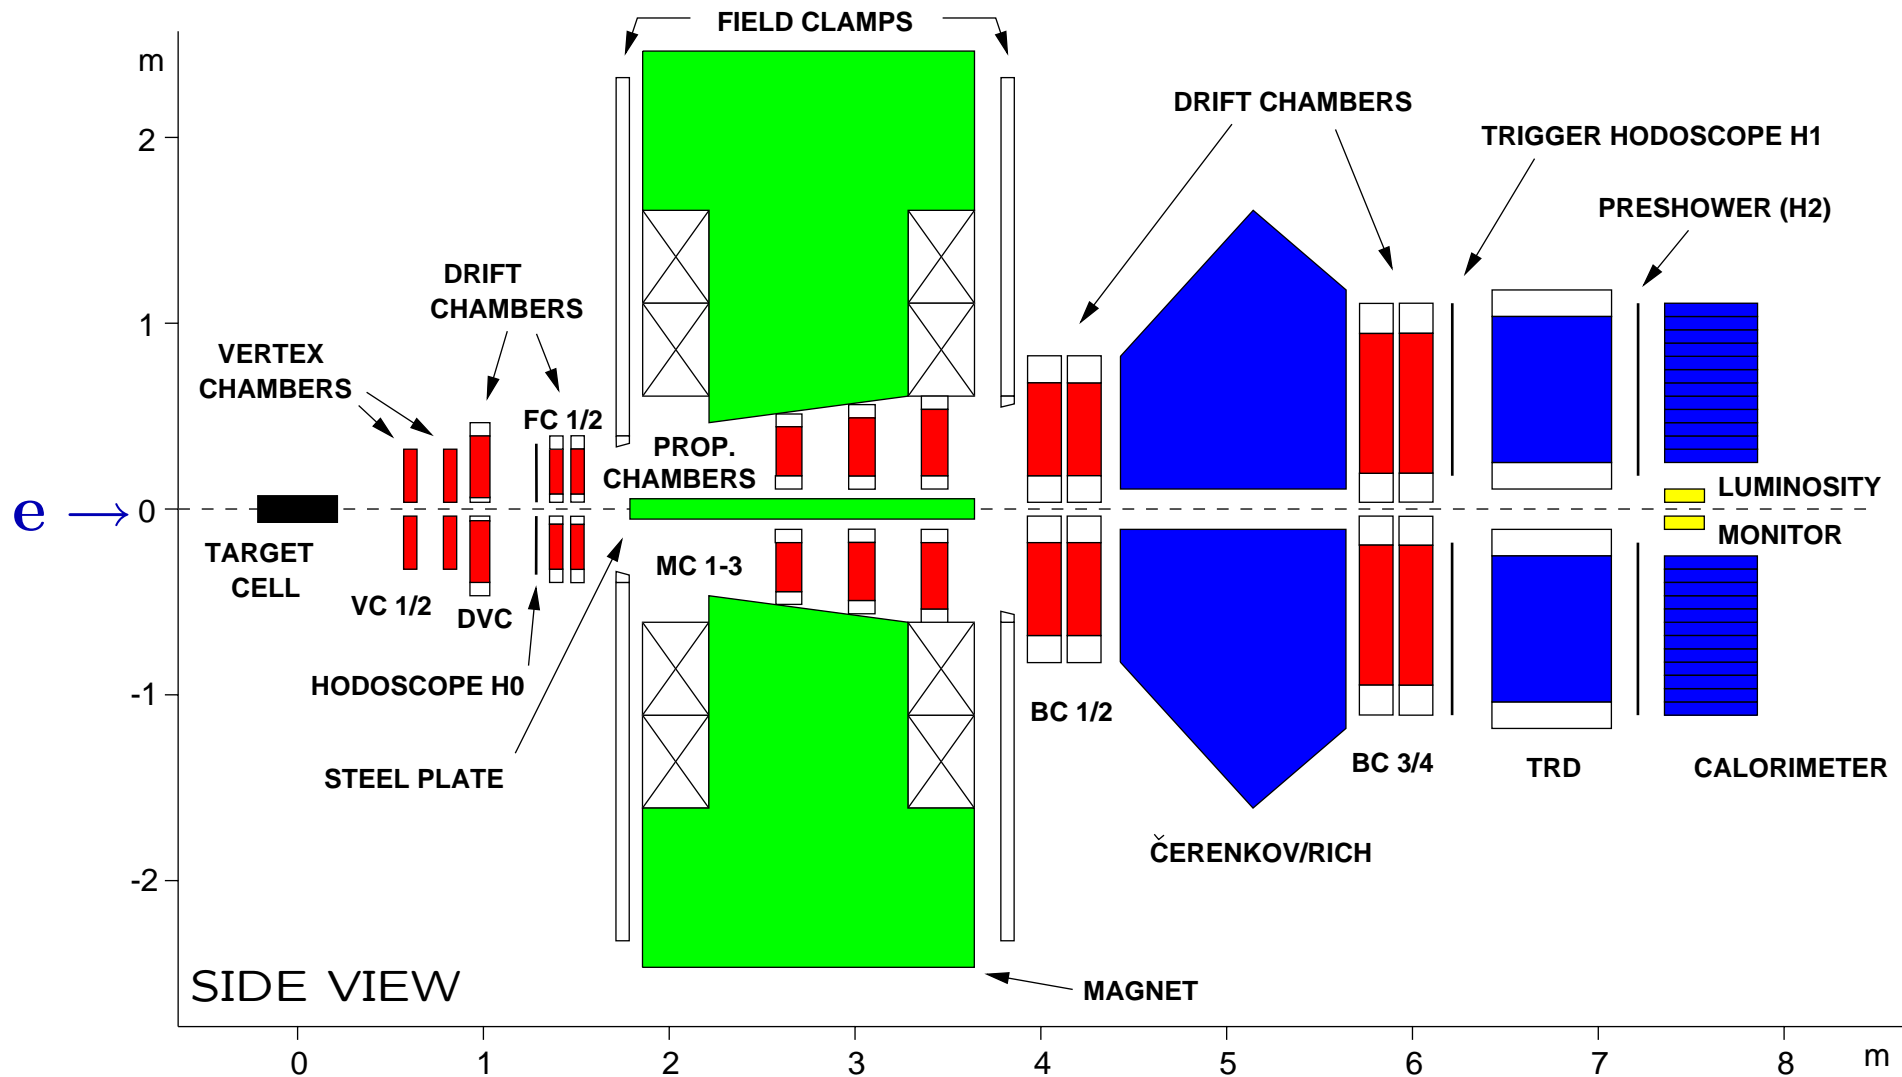 FIELD CLAMPS
m
DRIFT CHAMBERS
2
TRIGGER HODOSCOPE H1
PRESHOWER (H2)
DRIFT
CHAMBERS
1
VERTEX
CHAMBERS
FC 1/2
PROP.
CHAMBERS
LUMINOSITY
e →
0
MONITOR
TARGET
CELL
MC 1-3
VC 1/2
DVC
HODOSCOPE H0
-1
BC 1/2
BC 3/4
TRD
CALORIMETER
STEEL PLATE
ČERENKOV/RICH
-2
SIDE VIEW
MAGNET
0 1 2 3 4 5 6 7 8 m